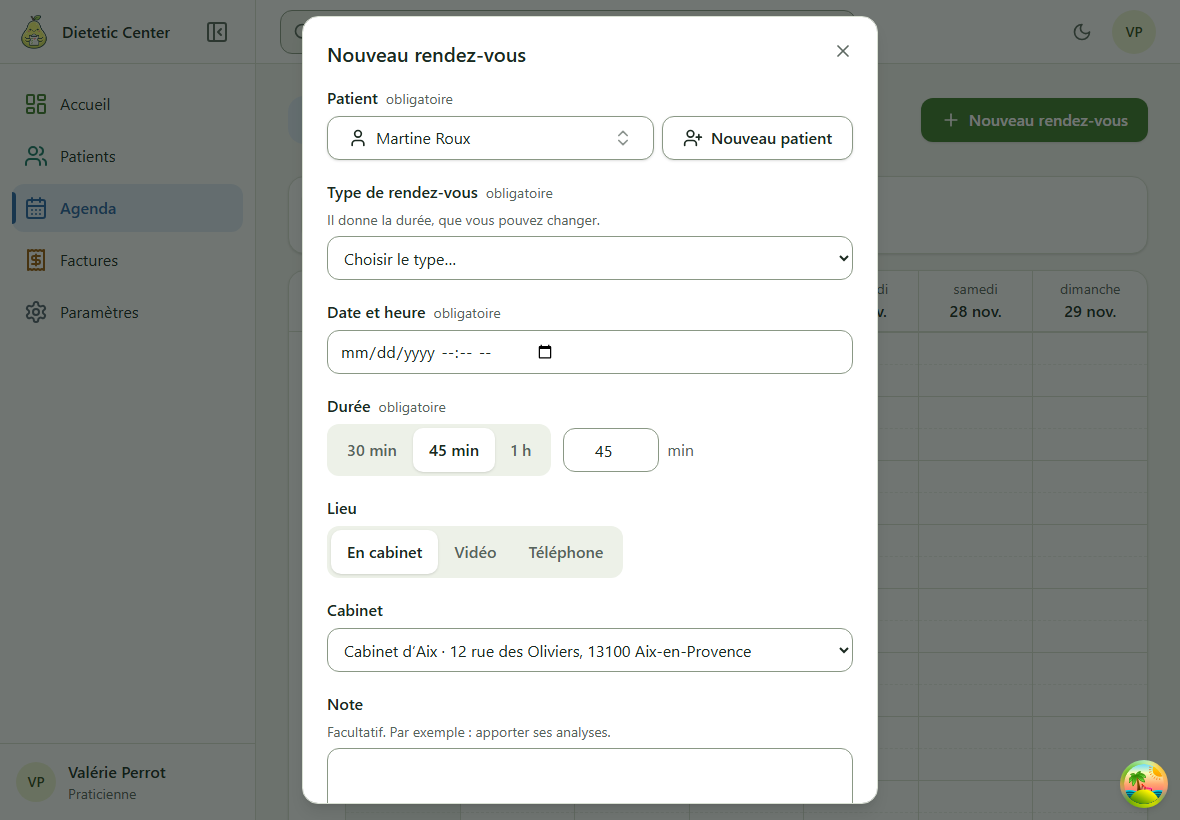 Dietetic Center
VP
Accueil
Patients
Agenda
Factures
Paramètres
Valérie Perrot
Praticienne
VP
Nouveau rendez-vous
di
v.
samedi
28 nov.
dimanche
29 nov.
Nouveau rendez-vous
Patient obligatoire
Martine Roux
Nouveau patient
Type de rendez-vous obligatoire
Il donne la durée, que vous pouvez changer.
Choisir le type...
Date et heure obligatoire
mm/dd/yyyy --:-- --
Durée obligatoire
30 min 45 min 1 h 45 min
Lieu
En cabinet Vidéo Téléphone
Cabinet
Cabinet d'Aix · 12 rue des Oliviers, 13100 Aix-en-Provence
Note
Facultatif. Par exemple : apporter ses analyses.